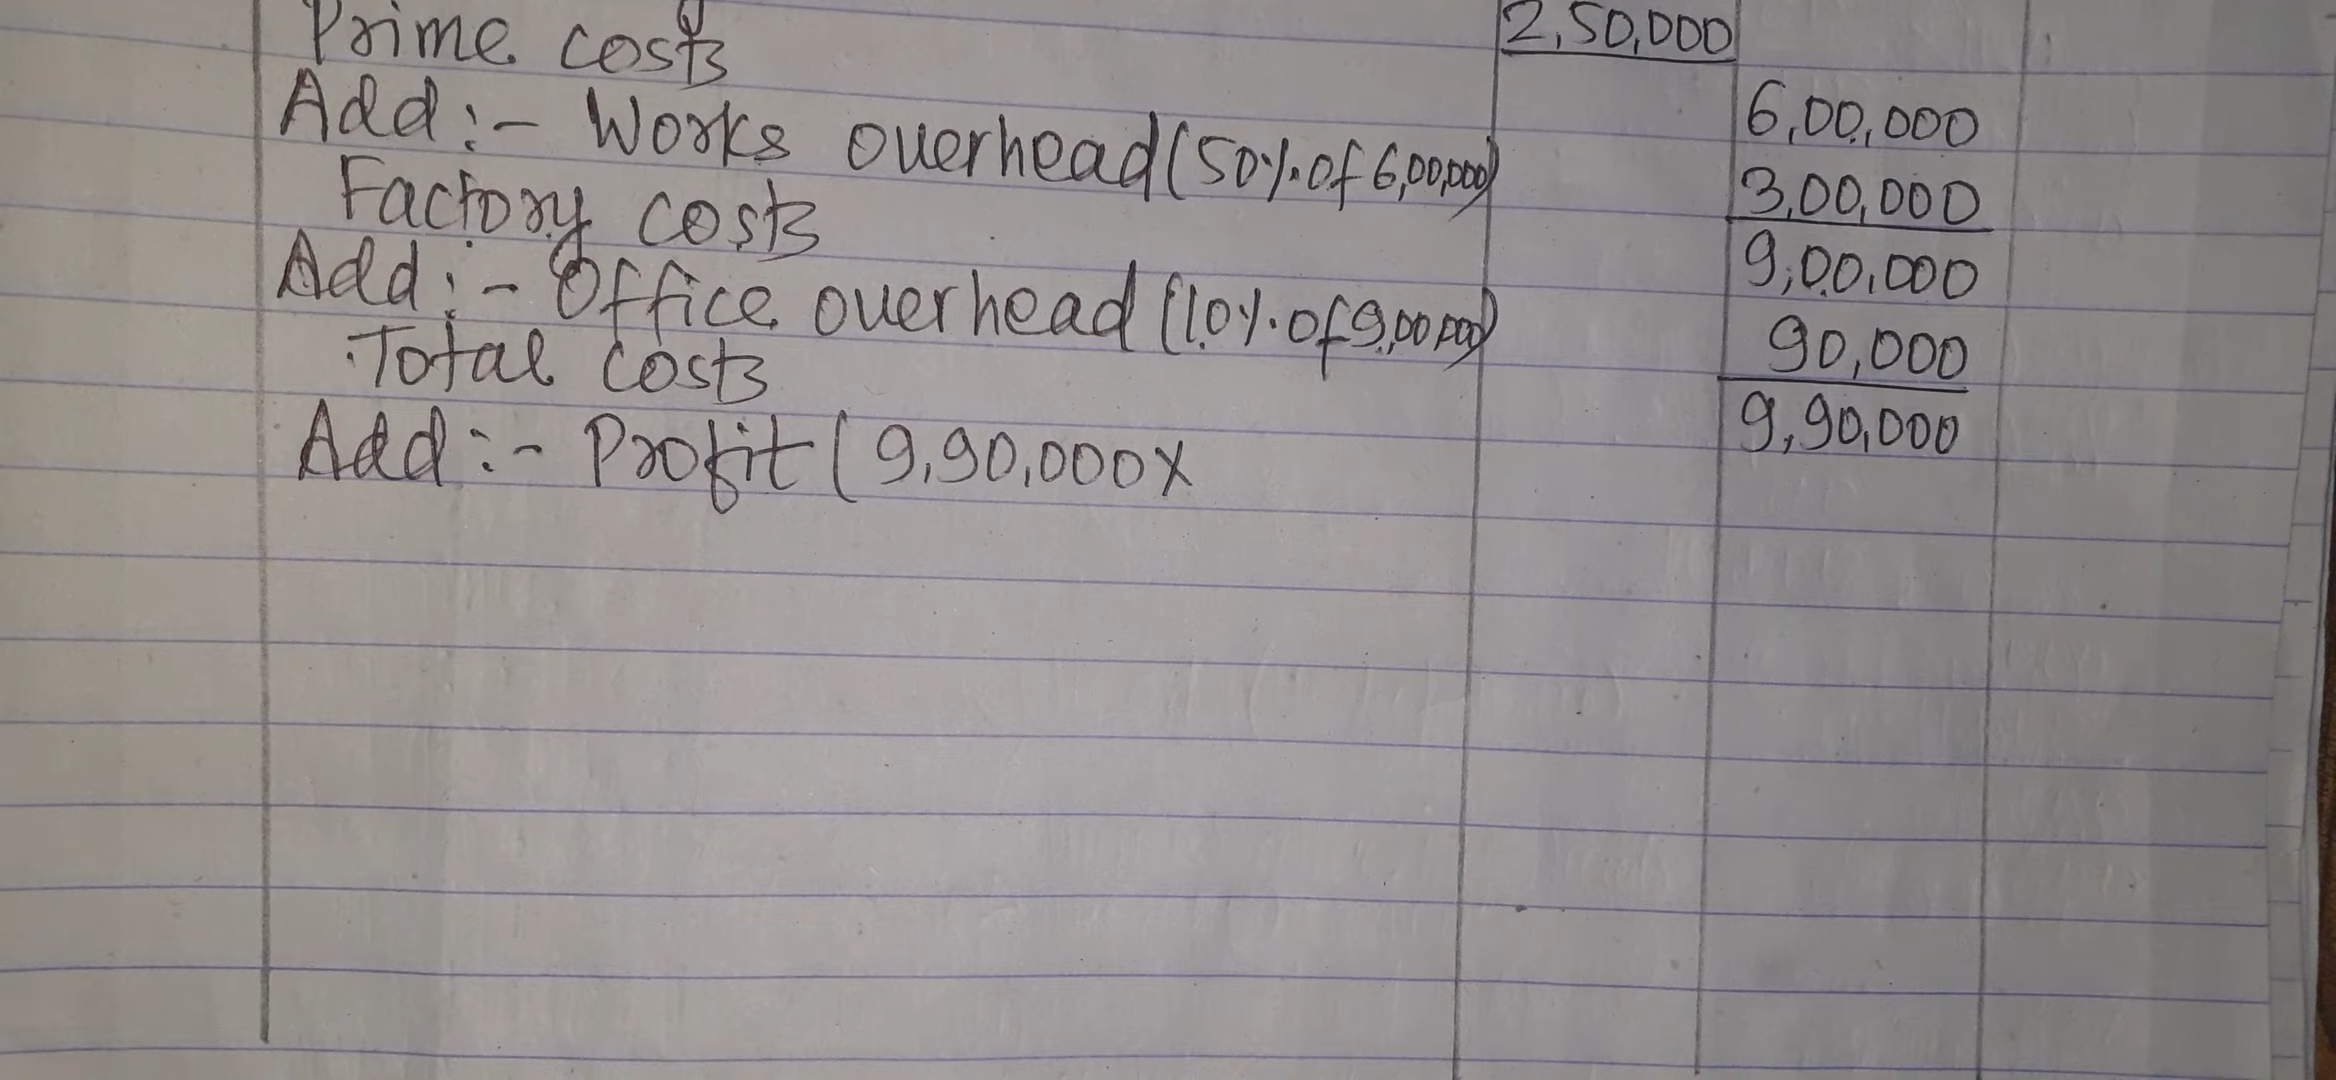 Prime costs 2,50,000
6,00,000
Add :- Works overhead (50% of 6,00,000) 3,00,000
Factory costs 9,00,000
Add :- Office overhead (10% of 9,00,000) 90,000
Total costs 9,90,000
Add :- Profit ( 9,90,000 X